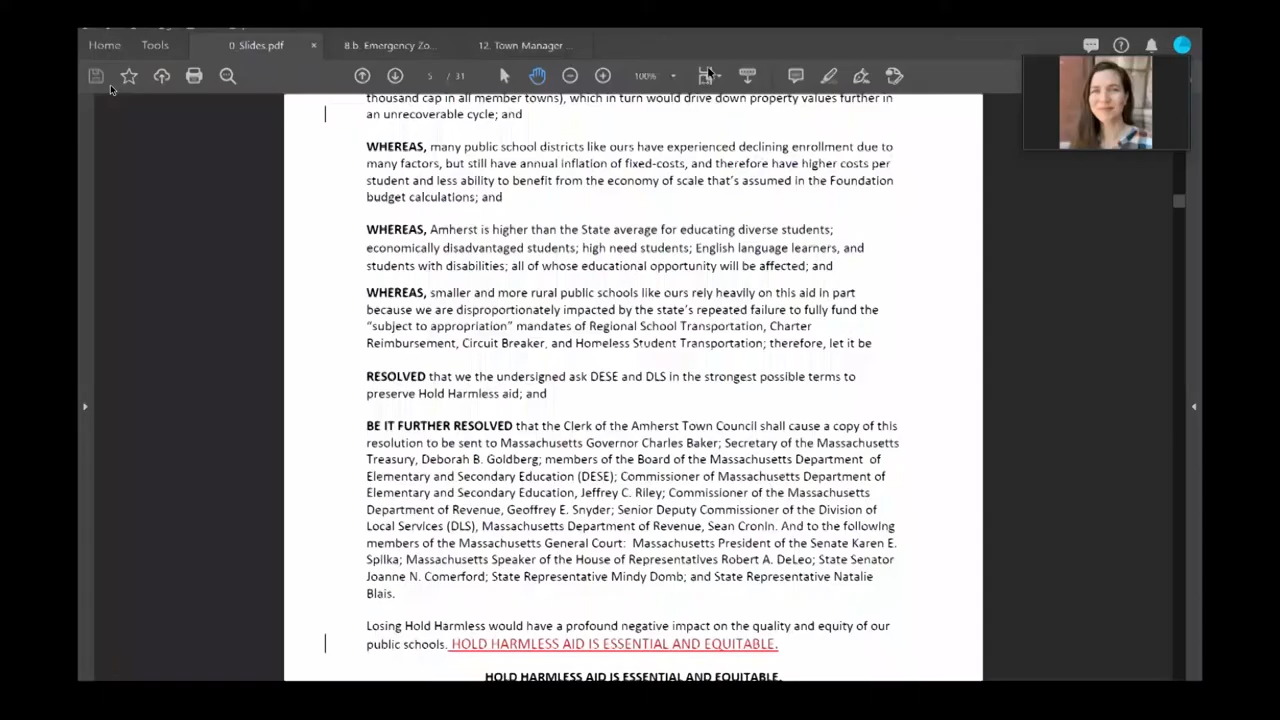 Home Tools 0 Slides.pdf × 8 b. Emergency Zo... 12. Town Manager ...
5 / 31 100%
thousand cap in all member towns), which in turn would drive down property values further in
an unrecoverable cycle; and
WHEREAS, many public school districts like ours have experienced declining enrollment due to
many factors, but still have annual inflation of fixed-costs, and therefore have higher costs per
student and less ability to benefit from the economy of scale that's assumed in the Foundation
budget calculations; and
WHEREAS, Amherst is higher than the State average for educating diverse students;
economically disadvantaged students; high need students; English language learners, and
students with disabilities; all of whose educational opportunity will be affected; and
WHEREAS, smaller and more rural public schools like ours rely heavily on this aid in part
because we are disproportionately impacted by the state's repeated failure to fully fund the
“subject to appropriation” mandates of Regional School Transportation, Charter
Reimbursement, Circuit Breaker, and Homeless Student Transportation; therefore, let it be
RESOLVED that we the undersigned ask DESE and DLS in the strongest possible terms to
preserve Hold Harmless aid; and
BE IT FURTHER RESOLVED that the Clerk of the Amherst Town Council shall cause a copy of this
resolution to be sent to Massachusetts Governor Charles Baker; Secretary of the Massachusetts
Treasury, Deborah B. Goldberg; members of the Board of the Massachusetts Department of
Elementary and Secondary Education (DESE); Commissioner of Massachusetts Department of
Elementary and Secondary Education, Jeffrey C. Riley; Commissioner of the Massachusetts
Department of Revenue, Geoffrey E. Snyder; Senior Deputy Commissioner of the Division of
Local Services (DLS), Massachusetts Department of Revenue, Sean Cronin. And to the following
members of the Massachusetts General Court: Massachusetts President of the Senate Karen E.
Spilka; Massachusetts Speaker of the House of Representatives Robert A. DeLeo; State Senator
Joanne N. Comerford; State Representative Mindy Domb; and State Representative Natalie
Blais.
Losing Hold Harmless would have a profound negative impact on the quality and equity of our
public schools. HOLD HARMLESS AID IS ESSENTIAL AND EQUITABLE.
HOLD HARMLESS AID IS ESSENTIAL AND EQUITABLE.